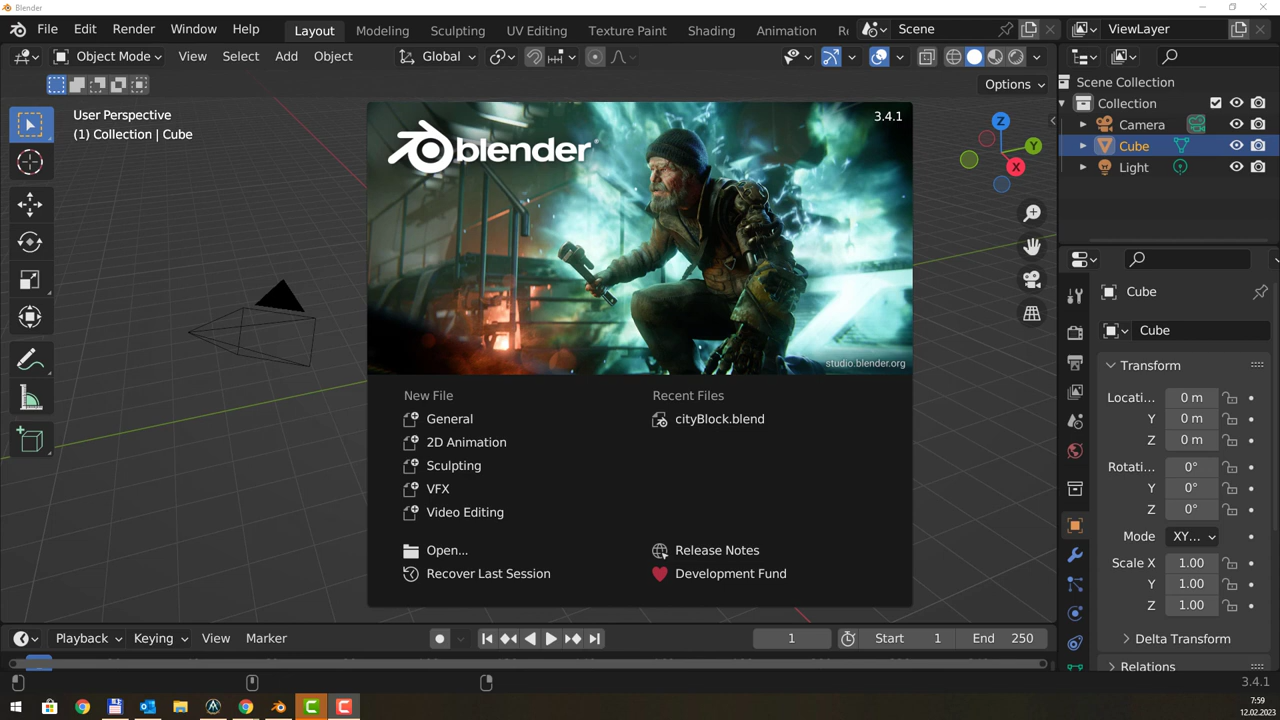 Blender
File Edit Render Window Help Layout Modeling Sculpting UV Editing Texture Paint Shading Animation Scene ViewLayer
Object Mode View Select Add Object Global
Options
User Perspective
(1) Collection | Cube
Scene Collection
Collection
Camera
Cube
Light
Z
Y
X
blender
3.4.1
studio.blender.org
New File
General
2D Animation
Sculpting
VFX
Video Editing
Open...
Recover Last Session
Recent Files
cityBlock.blend
Release Notes
Development Fund
Cube
Cube
Transform
Locati... 0 m
Y 0 m
Z 0 m
Rotati... 0°
Y 0°
Z 0°
Mode XY...
Scale X 1.00
Y 1.00
Z 1.00
Delta Transform
Relations
Playback Keying View Marker 1 Start 1 End 250
3.4.1
7:59
12.02.2023